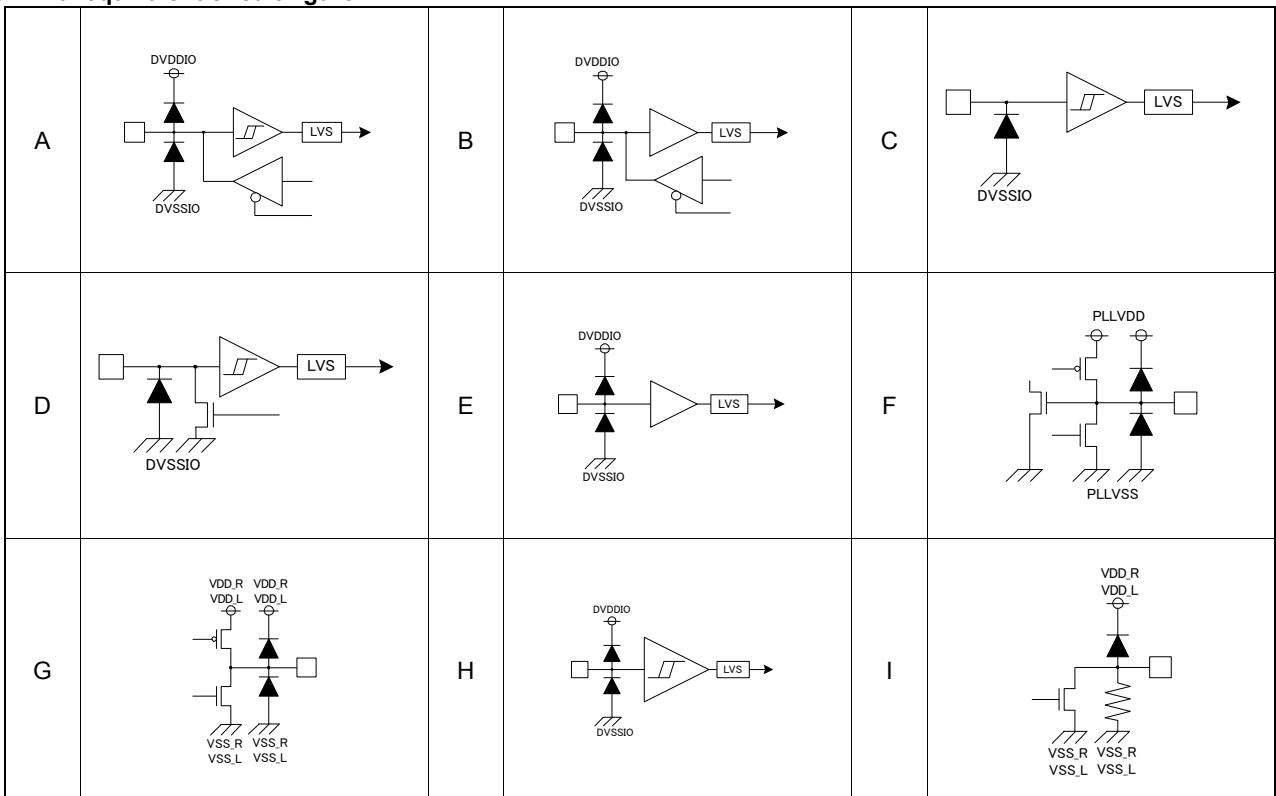 A
DVDDIO
LVS
DVSSIO
B
DVDDIO
LVS
DVSSIO
C
LVS
DVSSIO
D
LVS
DVSSIO
E
DVDDIO
LVS
DVSSIO
F
PLLVDD
PLLVSS
G
VDD_R VDD_R
VDD_L VDD_L
VSS_R VSS_R
VSS_L VSS_L
H
DVDDIO
LVS
DVSSIO
I
VDD_R
VDD_L
VSS_R VSS_R
VSS_L VSS_L